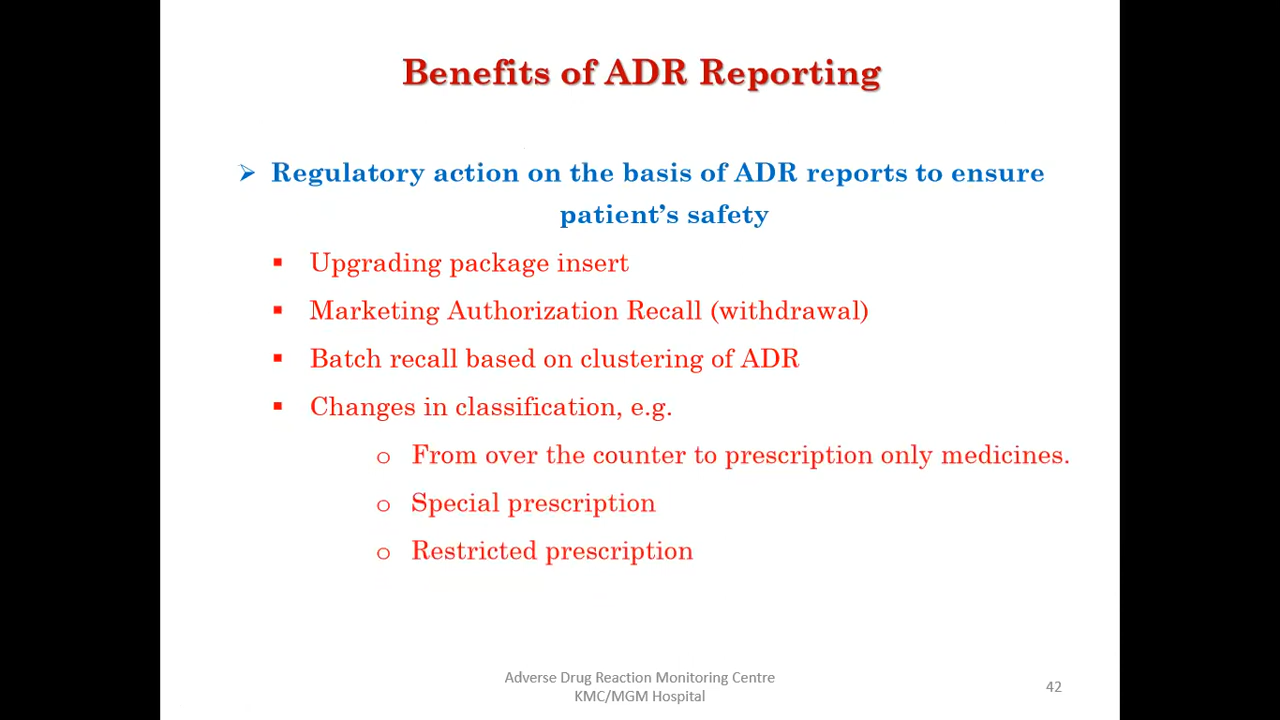 Benefits of ADR Reporting
➢ Regulatory action on the basis of ADR reports to ensure
patient’s safety
▪ Upgrading package insert
▪ Marketing Authorization Recall (withdrawal)
▪ Batch recall based on clustering of ADR
▪ Changes in classification, e.g.
o From over the counter to prescription only medicines.
o Special prescription
o Restricted prescription
Adverse Drug Reaction Monitoring Centre
KMC/MGM Hospital
42